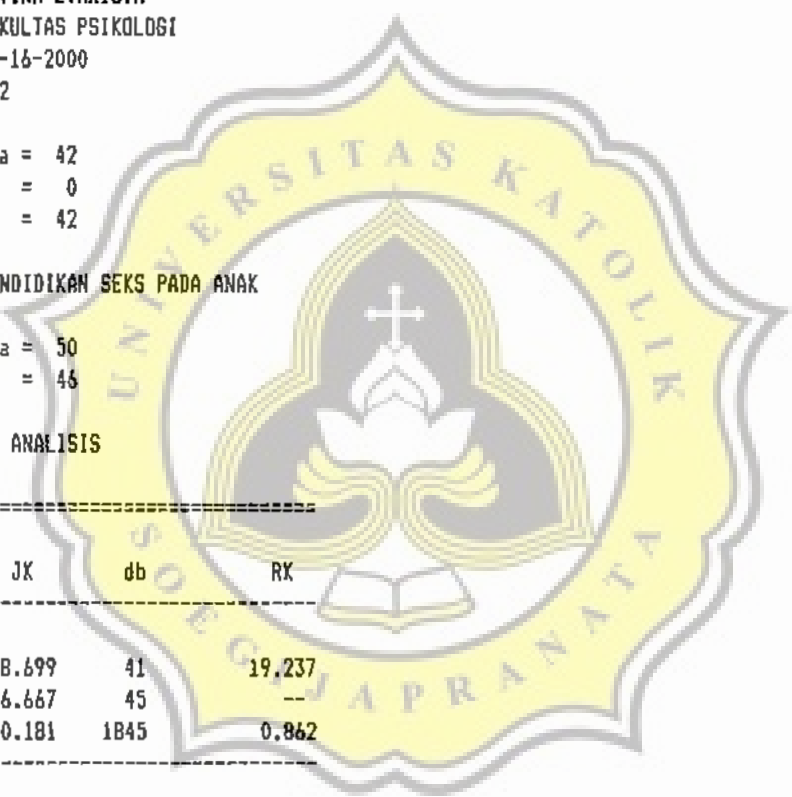 KULTAS PSIKOLOGI
-16-2000
2
a = 42
= 0
= 42
NDIDIKAN SEKS PADA ANAK
a = 50
= 46
ANALISIS
===========================
JK db RK
---------------------------
8.699 41 19.237
6.667 45 --
0.181 1845 0.862
---------------------------
UNIVERSITAS KATOLIK
SOEGIJAPRANATA